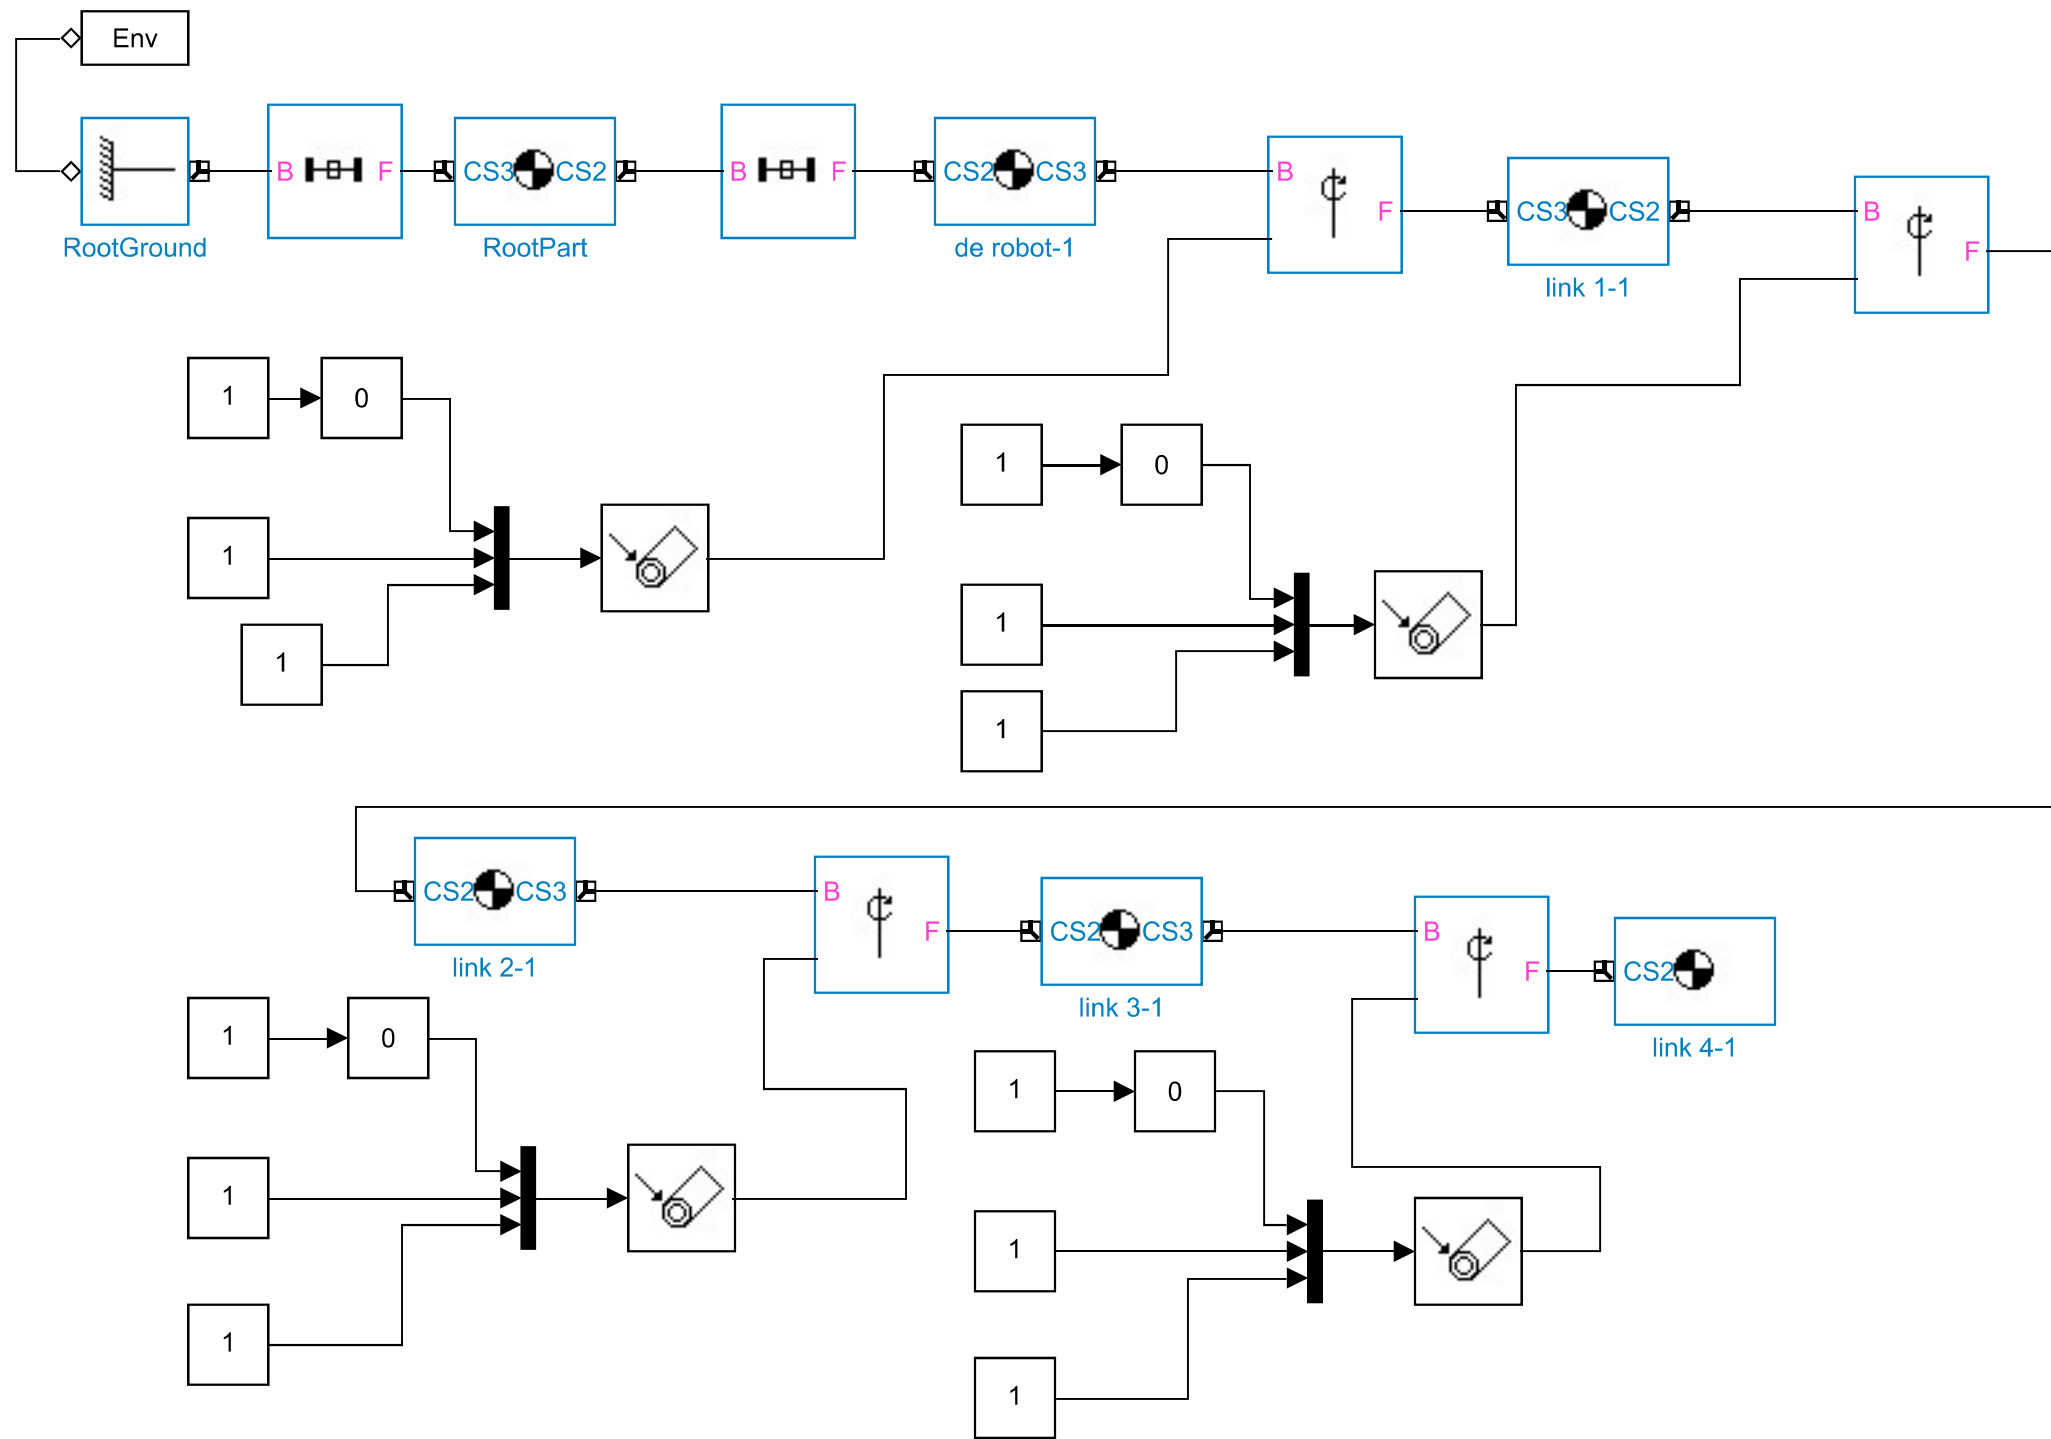 Env
B F CS3 CS2 B F CS2 CS3 B F CS3 CS2 B F
RootGround RootPart de robot-1 link 1-1
1 0
1 0
1
1
1
1
CS2 CS3 B F CS2 CS3 B F CS2
link 2-1 link 3-1 link 4-1
1 0
1 0
1
1
1
1